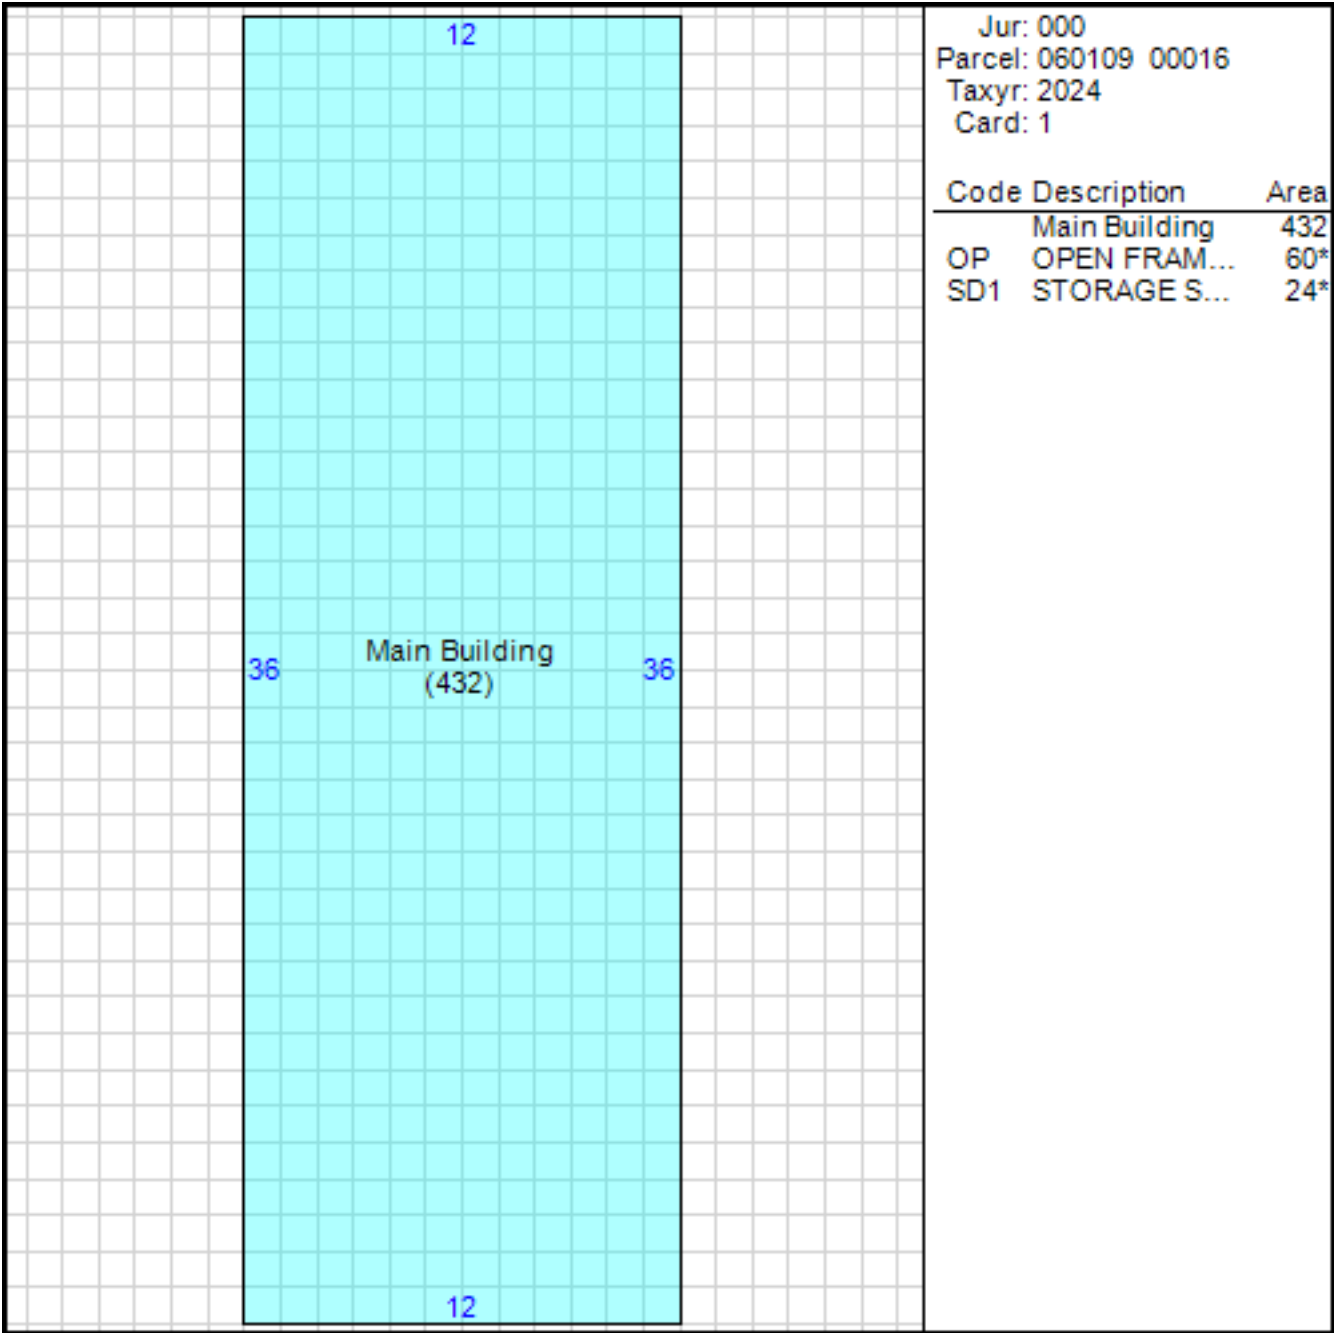 12
36
Main Building
(432)
36
12
Jur: 000
Parcel: 060109 00016
Taxyr: 2024
Card: 1
Code Description Area
Main Building 432
OP OPEN FRAM... 60*
SD1 STORAGE S... 24*